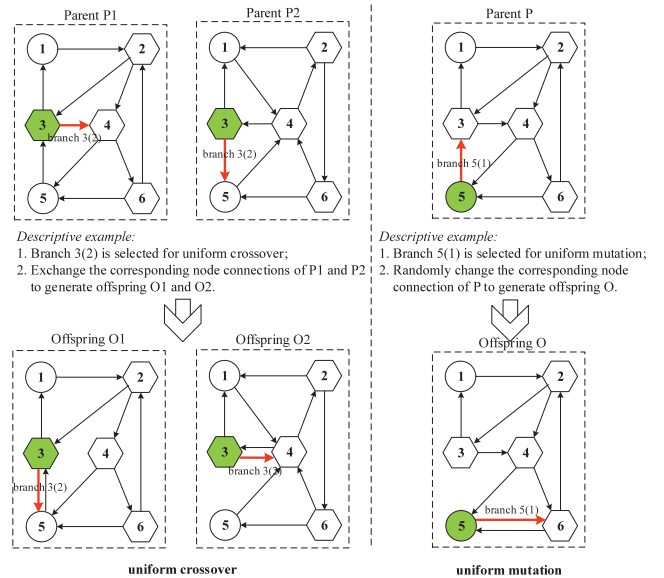 Parent P1
Parent P2
Parent P
1
2
3
4
branch 3(2)
5
6
1
2
3
4
branch 3(2)
5
6
1
2
3
4
branch 5(1)
5
6
Descriptive example:
1. Branch 3(2) is selected for uniform crossover;
2. Exchange the corresponding node connections of P1 and P2
to generate offspring O1 and O2.
Descriptive example:
1. Branch 5(1) is selected for uniform mutation;
2. Randomly change the corresponding node
connection of P to generate offspring O.
Offspring O1
Offspring O2
Offspring O
1
2
3
4
branch 3(2)
5
6
1
2
3
4
branch 3(2)
5
6
1
2
3
4
branch 5(1)
5
6
uniform crossover
uniform mutation